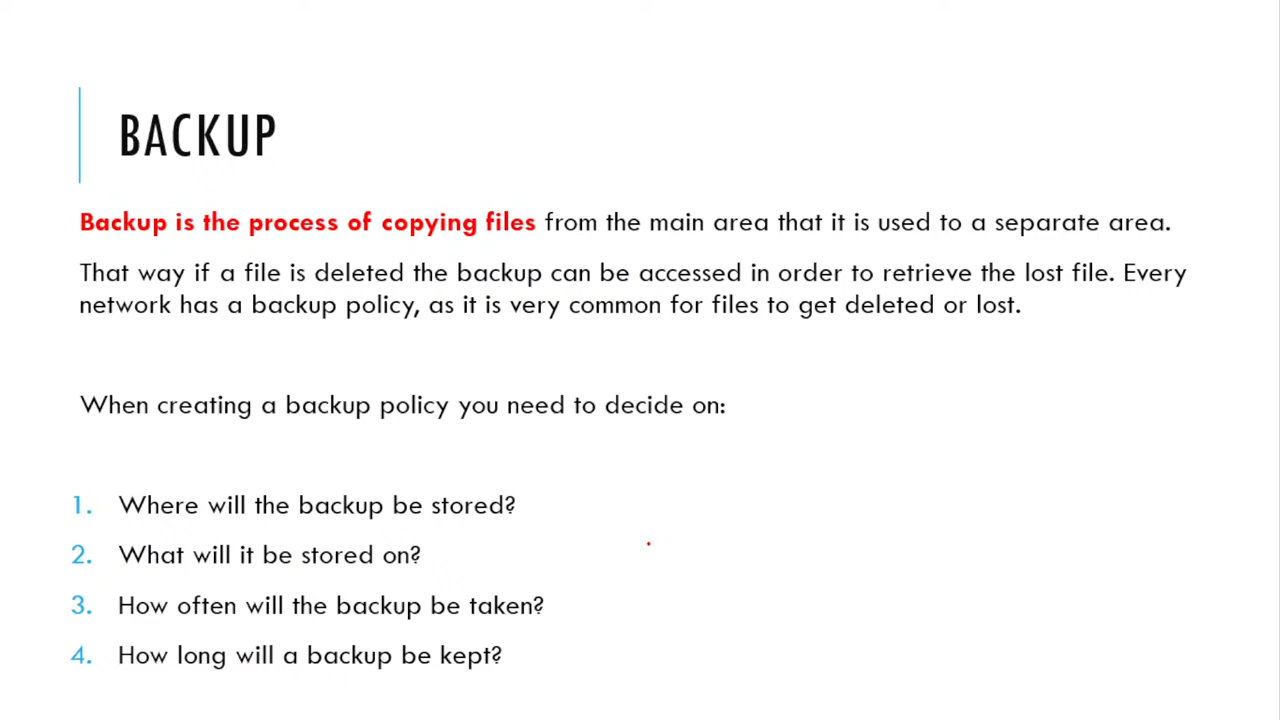 BACKUP
Backup is the process of copying files from the main area that it is used to a separate area.
That way if a file is deleted the backup can be accessed in order to retrieve the lost file. Every
network has a backup policy, as it is very common for files to get deleted or lost.
When creating a backup policy you need to decide on:
1. Where will the backup be stored?
2. What will it be stored on?
3. How often will the backup be taken?
4. How long will a backup be kept?